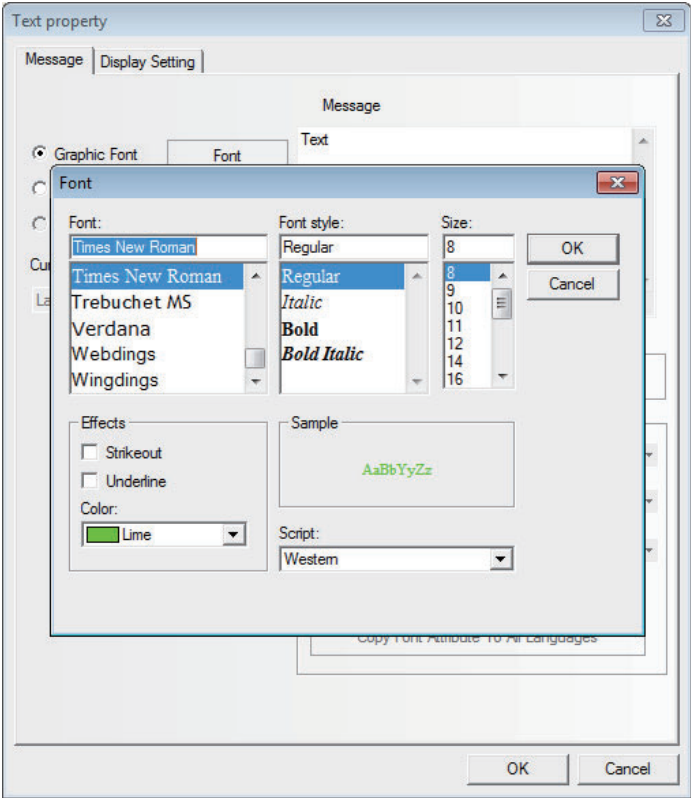 Text property
Message Display Setting
Message
Text
Graphic Font
Font
Font
Font: Font style: Size:
Times New Roman Regular 8
OK
Cancel
Times New Roman
Trebuchet MS
Verdana
Webdings
Wingdings
Regular
Italic
Bold
Bold Italic
8
9
10
11
12
14
16
Effects
Strikeout
Underline
Color:
Lime
Sample
AaBbYyZz
Script:
Western
Copy Font Attribute To All Languages
OK Cancel